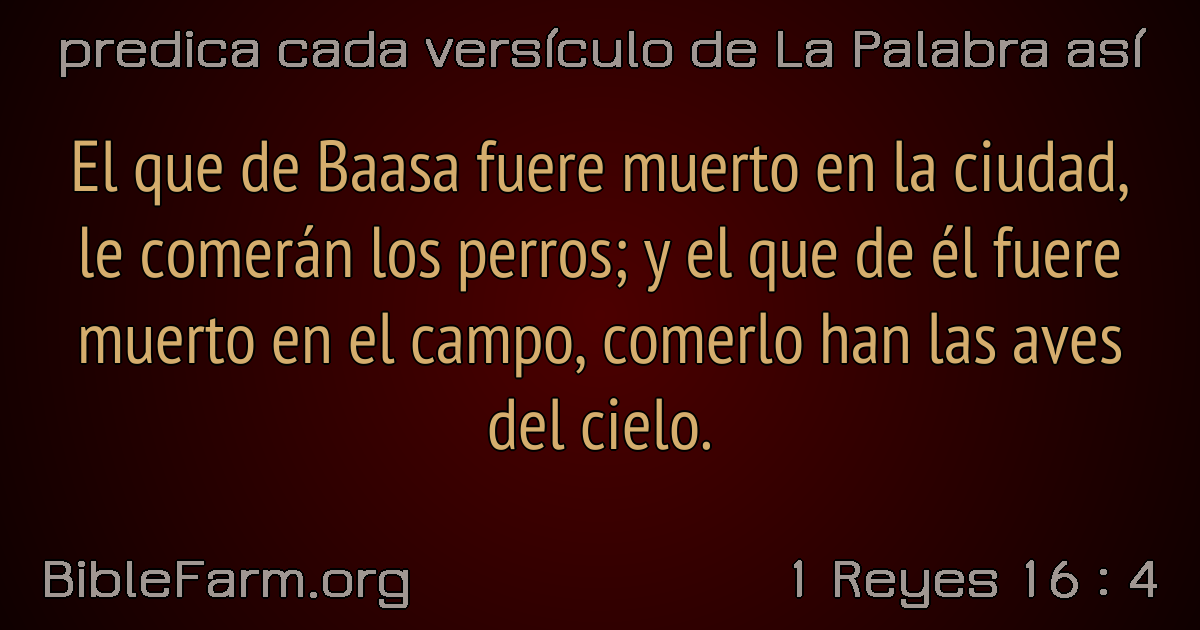 predica cada versículo de La Palabra así
El que de Baasa fuere muerto en la ciudad,
le comerán los perros; y el que de él fuere
muerto en el campo, comerlo han las aves
del cielo.
BibleFarm.org
1 Reyes 16 : 4